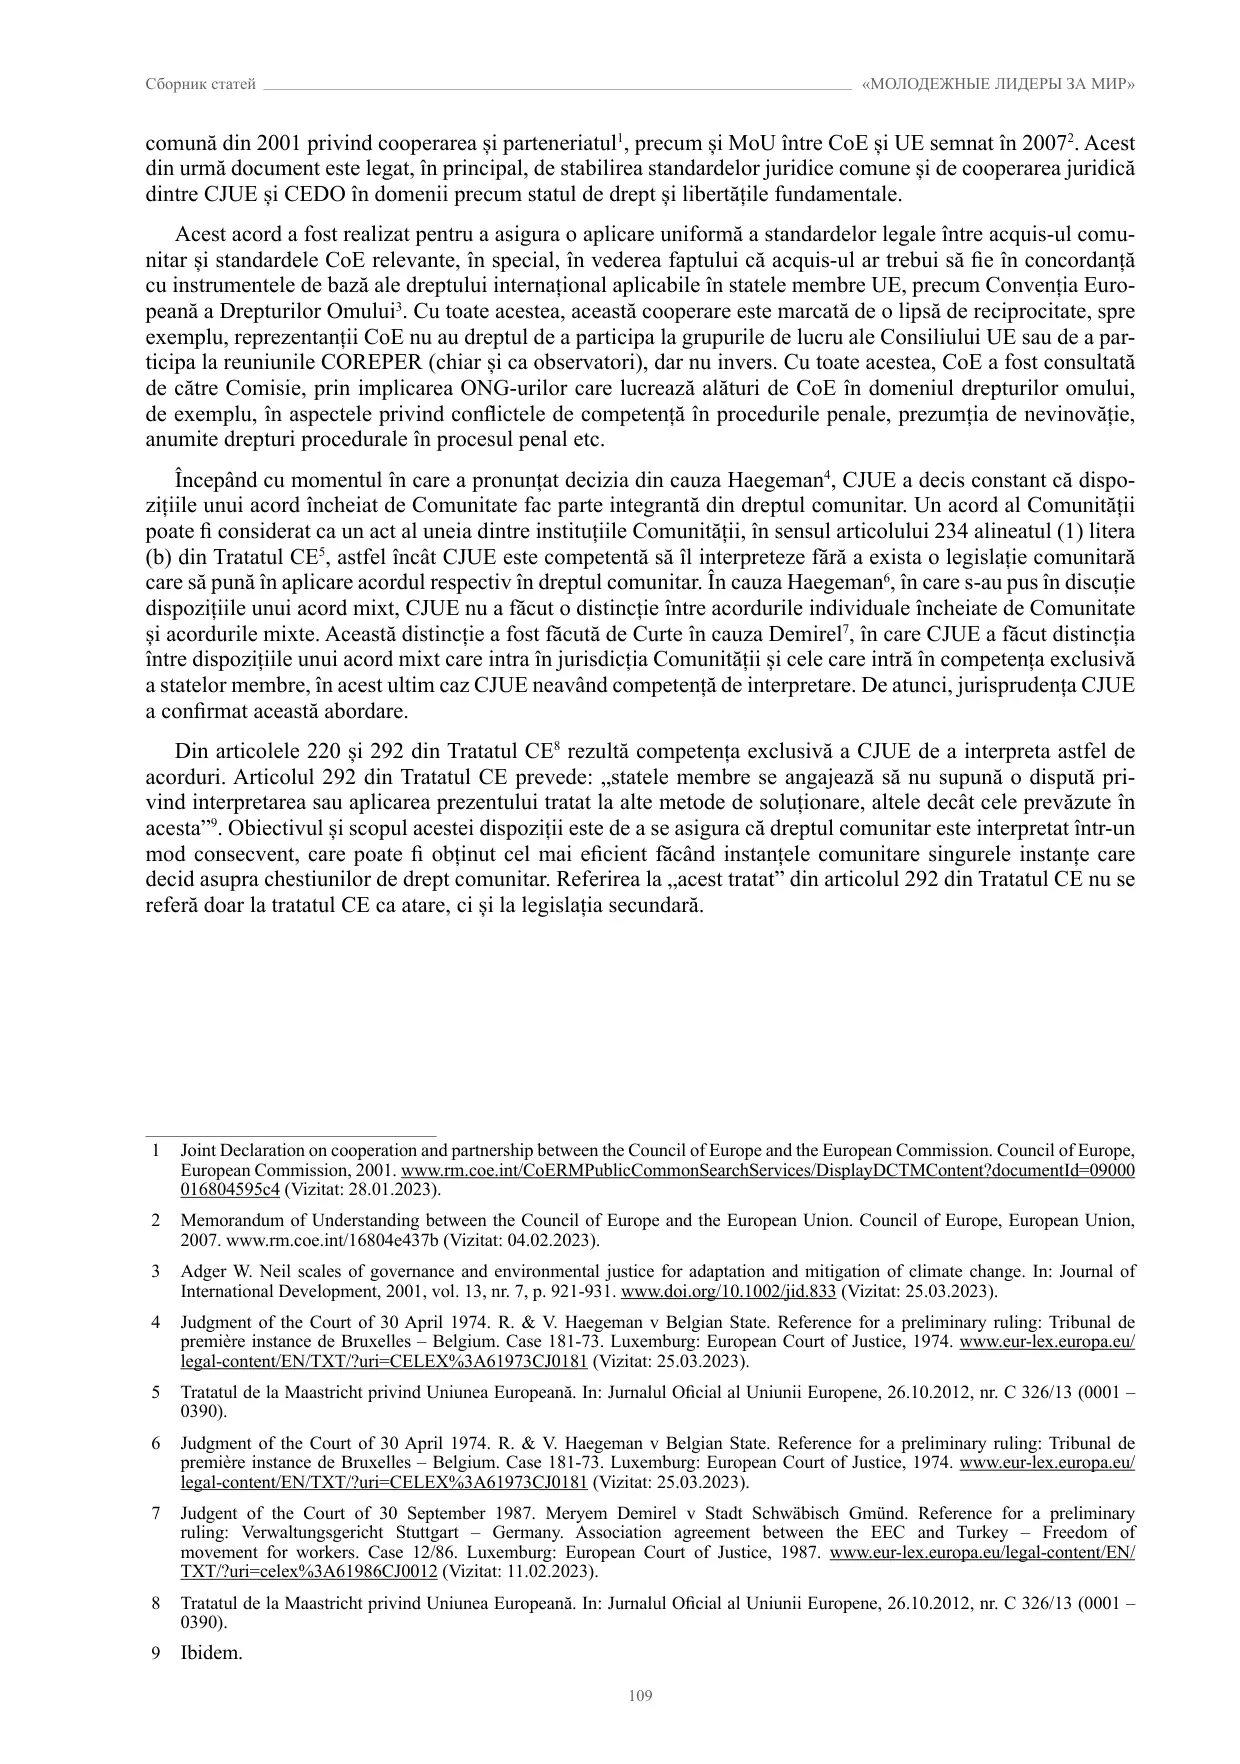 Сборник статей «МОЛОДЕЖНЫЕ ЛИДЕРЫ ЗА МИР»
comună din 2001 privind cooperarea și parteneriatul¹, precum și MoU între CoE și UE semnat în 2007². Acest
din urmă document este legat, în principal, de stabilirea standardelor juridice comune și de cooperarea juridică
dintre CJUE și CEDO în domenii precum statul de drept și libertățile fundamentale.
Acest acord a fost realizat pentru a asigura o aplicare uniformă a standardelor legale între acquis-ul comu-
nitar și standardele CoE relevante, în special, în vederea faptului că acquis-ul ar trebui să fie în concordanță
cu instrumentele de bază ale dreptului internațional aplicabile în statele membre UE, precum Convenția Euro-
peană a Drepturilor Omului³. Cu toate acestea, această cooperare este marcată de o lipsă de reciprocitate, spre
exemplu, reprezentanții CoE nu au dreptul de a participa la grupurile de lucru ale Consiliului UE sau de a par-
ticipa la reuniunile COREPER (chiar și ca observatori), dar nu invers. Cu toate acestea, CoE a fost consultată
de către Comisie, prin implicarea ONG-urilor care lucrează alături de CoE în domeniul drepturilor omului,
de exemplu, în aspectele privind conflictele de competență în procedurile penale, prezumția de nevinovăție,
anumite drepturi procedurale în procesul penal etc.
Începând cu momentul în care a pronunțat decizia din cauza Haegeman⁴, CJUE a decis constant că dispo-
zițiile unui acord încheiat de Comunitate fac parte integrantă din dreptul comunitar. Un acord al Comunității
poate fi considerat ca un act al uneia dintre instituțiile Comunității, în sensul articolului 234 alineatul (1) litera
(b) din Tratatul CE⁵, astfel încât CJUE este competentă să îl interpreteze fără a exista o legislație comunitară
care să pună în aplicare acordul respectiv în dreptul comunitar. În cauza Haegeman⁶, în care s-au pus în discuție
dispozițiile unui acord mixt, CJUE nu a făcut o distincție între acordurile individuale încheiate de Comunitate
și acordurile mixte. Această distincție a fost făcută de Curte în cauza Demirel⁷, în care CJUE a făcut distincția
între dispozițiile unui acord mixt care intra în jurisdicția Comunității și cele care intră în competența exclusivă
a statelor membre, în acest ultim caz CJUE neavând competență de interpretare. De atunci, jurisprudența CJUE
a confirmat această abordare.
Din articolele 220 și 292 din Tratatul CE⁸ rezultă competența exclusivă a CJUE de a interpreta astfel de
acorduri. Articolul 292 din Tratatul CE prevede: „statele membre se angajează să nu supună o dispută pri-
vind interpretarea sau aplicarea prezentului tratat la alte metode de soluționare, altele decât cele prevăzute în
acesta”⁹. Obiectivul și scopul acestei dispoziții este de a se asigura că dreptul comunitar este interpretat într-un
mod consecvent, care poate fi obținut cel mai eficient făcând instanțele comunitare singurele instanțe care
decid asupra chestiunilor de drept comunitar. Referirea la „acest tratat” din articolul 292 din Tratatul CE nu se
referă doar la tratatul CE ca atare, ci și la legislația secundară.
1 Joint Declaration on cooperation and partnership between the Council of Europe and the European Commission. Council of Europe,
European Commission, 2001. www.rm.coe.int/CoERMPublicCommonSearchServices/DisplayDCTMContent?documentId=09000
016804595c4 (Vizitat: 28.01.2023).
2 Memorandum of Understanding between the Council of Europe and the European Union. Council of Europe, European Union,
2007. www.rm.coe.int/16804e437b (Vizitat: 04.02.2023).
3 Adger W. Neil scales of governance and environmental justice for adaptation and mitigation of climate change. In: Journal of
International Development, 2001, vol. 13, nr. 7, p. 921-931. www.doi.org/10.1002/jid.833 (Vizitat: 25.03.2023).
4 Judgment of the Court of 30 April 1974. R. & V. Haegeman v Belgian State. Reference for a preliminary ruling: Tribunal de
première instance de Bruxelles – Belgium. Case 181-73. Luxemburg: European Court of Justice, 1974. www.eur-lex.europa.eu/
legal-content/EN/TXT/?uri=CELEX%3A61973CJ0181 (Vizitat: 25.03.2023).
5 Tratatul de la Maastricht privind Uniunea Europeană. In: Jurnalul Oficial al Uniunii Europene, 26.10.2012, nr. C 326/13 (0001 –
0390).
6 Judgment of the Court of 30 April 1974. R. & V. Haegeman v Belgian State. Reference for a preliminary ruling: Tribunal de
première instance de Bruxelles – Belgium. Case 181-73. Luxemburg: European Court of Justice, 1974. www.eur-lex.europa.eu/
legal-content/EN/TXT/?uri=CELEX%3A61973CJ0181 (Vizitat: 25.03.2023).
7 Judgent of the Court of 30 September 1987. Meryem Demirel v Stadt Schwäbisch Gmünd. Reference for a preliminary
ruling: Verwaltungsgericht Stuttgart – Germany. Association agreement between the EEC and Turkey – Freedom of
movement for workers. Case 12/86. Luxemburg: European Court of Justice, 1987. www.eur-lex.europa.eu/legal-content/EN/
TXT/?uri=celex%3A61986CJ0012 (Vizitat: 11.02.2023).
8 Tratatul de la Maastricht privind Uniunea Europeană. In: Jurnalul Oficial al Uniunii Europene, 26.10.2012, nr. C 326/13 (0001 –
0390).
9 Ibidem.
109